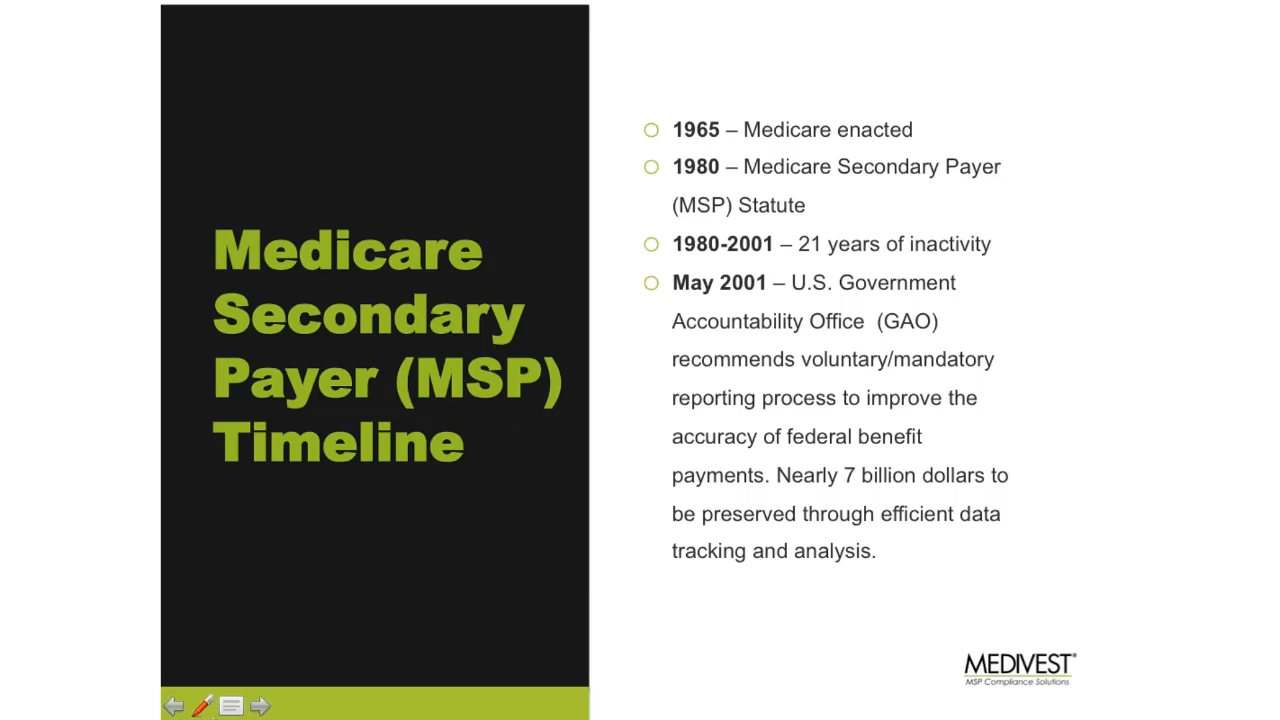 Medicare
Secondary
Payer (MSP)
Timeline
1965 – Medicare enacted
1980 – Medicare Secondary Payer
(MSP) Statute
1980-2001 – 21 years of inactivity
May 2001 – U.S. Government
Accountability Office (GAO)
recommends voluntary/mandatory
reporting process to improve the
accuracy of federal benefit
payments. Nearly 7 billion dollars to
be preserved through efficient data
tracking and analysis.
MEDIVEST®
MSP Compliance Solutions